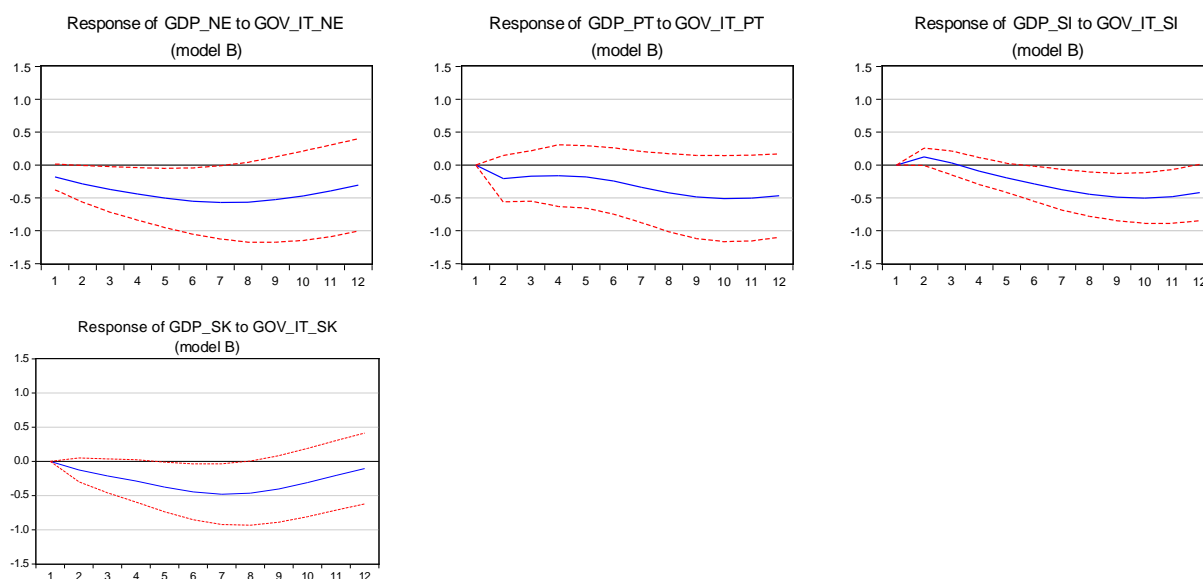 Response of GDP_NE to GOV_IT_NE
(model B)
1.5
1.0
0.5
0.0
-0.5
-1.0
-1.5
1 2 3 4 5 6 7 8 9 10 11 12
Response of GDP_PT to GOV_IT_PT
(model B)
1.5
1.0
0.5
0.0
-0.5
-1.0
-1.5
1 2 3 4 5 6 7 8 9 10 11 12
Response of GDP_SI to GOV_IT_SI
(model B)
1.5
1.0
0.5
0.0
-0.5
-1.0
-1.5
1 2 3 4 5 6 7 8 9 10 11 12
Response of GDP_SK to GOV_IT_SK
(model B)
1.5
1.0
0.5
0.0
-0.5
-1.0
-1.5
1 2 3 4 5 6 7 8 9 10 11 12